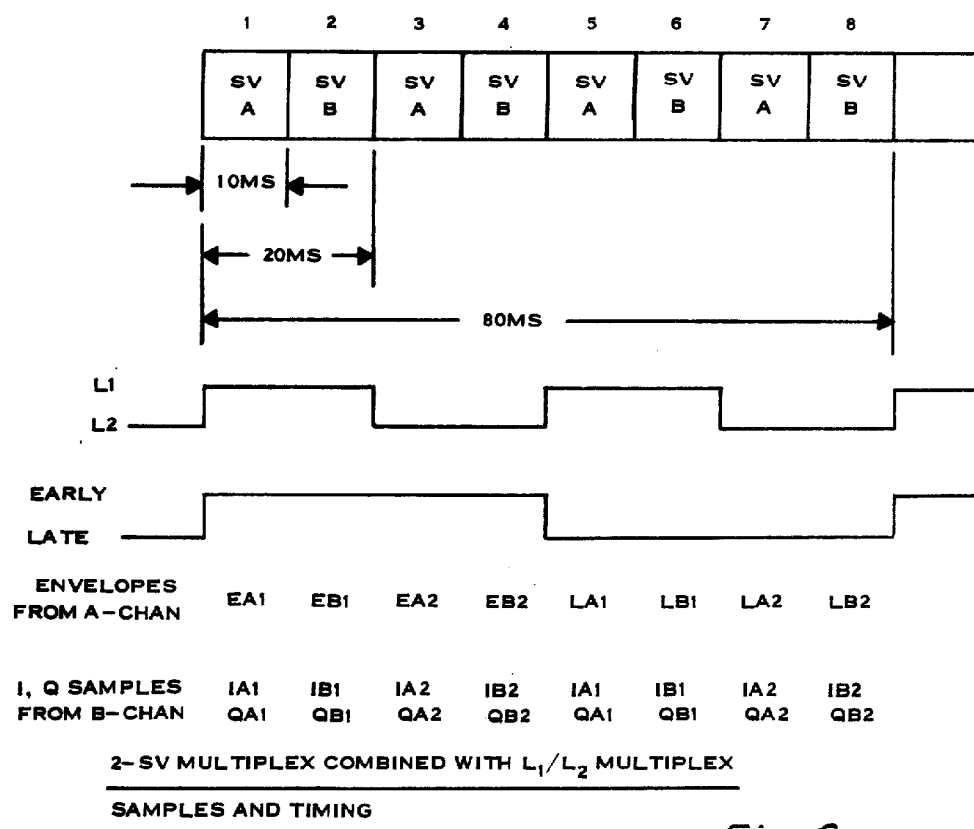 1 2 3 4 5 6 7 8
SV SV SV SV SV SV SV SV
A B A B A B A B
10MS
20MS
80MS
L1
L2
EARLY
LATE
ENVELOPES
FROM A-CHAN
EA1 EB1 EA2 EB2 LA1 LB1 LA2 LB2
I, Q SAMPLES IA1 IB1 IA2 IB2 IA1 IB1 IA2 IB2
FROM B-CHAN QA1 QB1 QA2 QB2 QA1 QB1 QA2 QB2
2-SV MULTIPLEX COMBINED WITH L1/L2 MULTIPLEX
SAMPLES AND TIMING